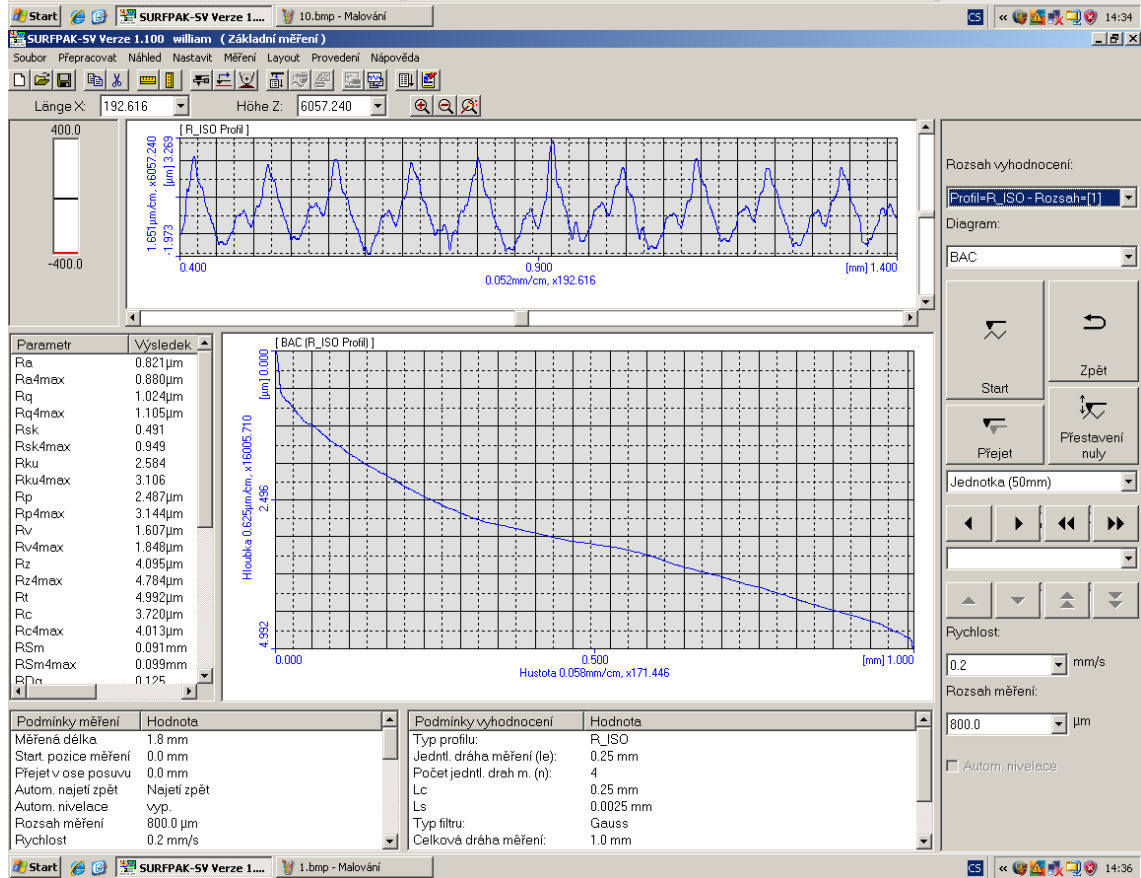 Start SURFPAK-SV Verze 1.... 10.bmp - Malování CS « 14:34
SURFPAK-SV Verze 1.100 william ( Základní měření )
Soubor Přepracovat Náhled Nastavit Měření Layout Provedení Nápověda
Länge X: 192.616 Höhe Z: 6057.240
400.0
-400.0
[ R_ISO Profil ]
1.651µm/cm, x6057.240
-1.973 [µm] 3.269
0.400 0.900 [mm] 1.400
0.052mm/cm, x192.616
Parametr Výsledek
Ra 0.821µm
Ra4max 0.880µm
Rq 1.024µm
Rq4max 1.105µm
Rsk 0.491
Rsk4max 0.949
Rku 2.584
Rku4max 3.106
Rp 2.487µm
Rp4max 3.144µm
Rv 1.607µm
Rv4max 1.848µm
Rz 4.095µm
Rz4max 4.784µm
Rt 4.992µm
Rc 3.720µm
Rc4max 4.013µm
RSm 0.091mm
RSm4max 0.099mm
RDq 0.125
[ BAC (R_ISO Profil) ]
Hloubka 0.625µm/cm, x16005.710
4.992 2.496 [µm] 0.000
0.000 0.500 [mm] 1.000
Hustota 0.058mm/cm, x171.446
Podmínky měření Hodnota
Měřená délka 1.8 mm
Start. pozice měření 0.0 mm
Přejet v ose posuvu 0.0 mm
Autom. najetí zpět Najetí zpět
Autom. nivelace vyp.
Rozsah měření 800.0 µm
Rychlost 0.2 mm/s
Podmínky vyhodnocení Hodnota
Typ profilu: R_ISO
Jedntl. dráha měření (le): 0.25 mm
Počet jedntl. drah m. (n): 4
Lc 0.25 mm
Ls 0.0025 mm
Typ filtru: Gauss
Celková dráha měření: 1.0 mm
Rozsah vyhodnocení:
Profil=R_ISO - Rozsah=[1]
Diagram:
BAC
Start
Zpět
Přejet
Přestavení
nuly
Jednotka (50mm)
Rychlost:
0.2 mm/s
Rozsah měření:
800.0 µm
Autom. nivelace
Start SURFPAK-SV Verze 1.... 1.bmp - Malování CS « 14:36